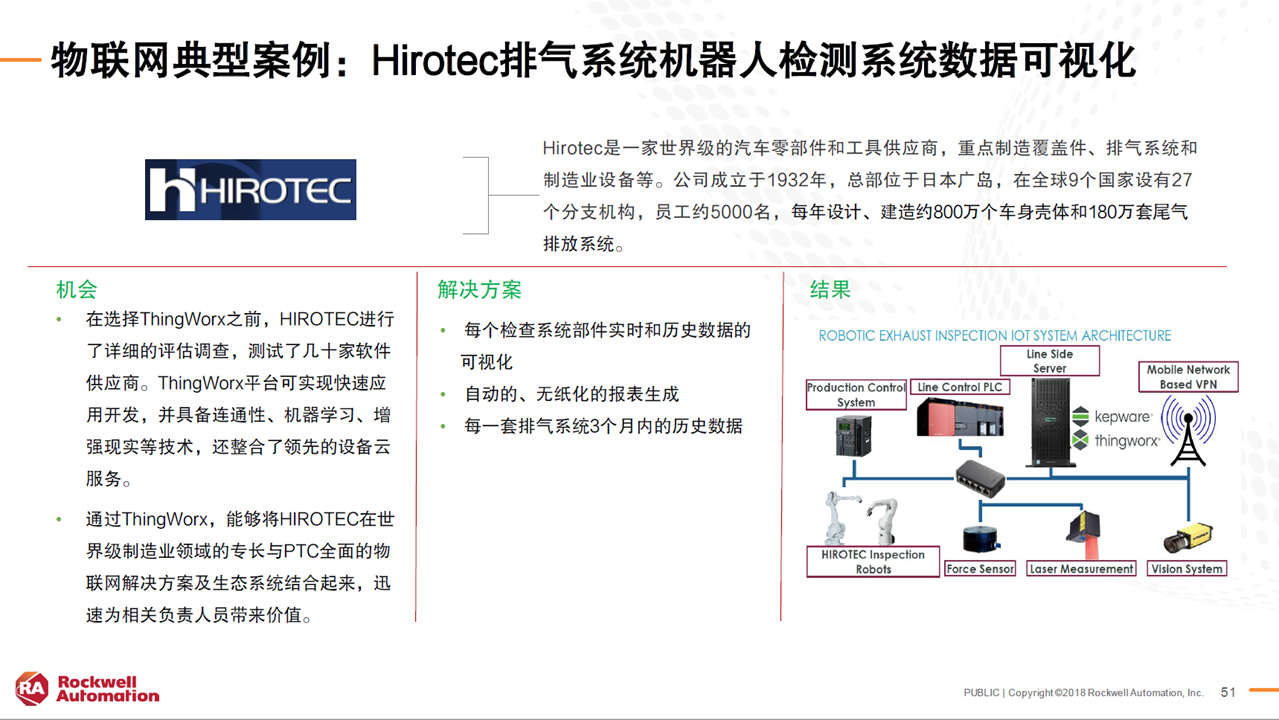 物联网典型案例：Hirotec排气系统机器人检测系统数据可视化
HIROTEC
Hirotec是一家世界级的汽车零部件和工具供应商，重点制造覆盖件、排气系统和
制造业设备等。公司成立于1932年，总部位于日本广岛，在全球9个国家设有27
个分支机构，员工约5000名，每年设计、建造约800万个车身壳体和180万套尾气
排放系统。
机会
• 在选择ThingWorx之前，HIROTEC进行
了详细的评估调查，测试了几十家软件
供应商。ThingWorx平台可实现快速应
用开发，并具备连通性、机器学习、增
强现实等技术，还整合了领先的设备云
服务。
• 通过ThingWorx，能够将HIROTEC在世
界级制造业领域的专长与PTC全面的物
联网解决方案及生态系统结合起来，迅
速为相关负责人员带来价值。
解决方案
• 每个检查系统部件实时和历史数据的
可视化
• 自动的、无纸化的报表生成
• 每一套排气系统3个月内的历史数据
结果
ROBOTIC EXHAUST INSPECTION IOT SYSTEM ARCHITECTURE
Production Control
System
Line Control PLC
Line Side
Server
Mobile Network
Based VPN
kepware
thingworx
HIROTEC Inspection
Robots
Force Sensor
Laser Measurement
Vision System
RA
Rockwell
Automation
PUBLIC | Copyright ©2018 Rockwell Automation, Inc.
51